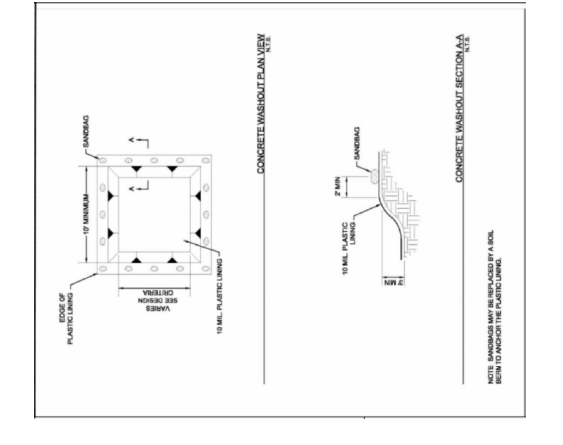 SANDBAG
A
A
10' MINIMUM
EDGE OF
PLASTIC LINING
VARIES
SEE DESIGN
CRITERIA
10 MIL. PLASTIC LINING
CONCRETE WASHOUT PLAN VIEW
N.T.S.
SANDBAG
2' MIN
10 MIL. PLASTIC
LINING
3' MIN
CONCRETE WASHOUT SECTION A-A
N.T.S.
NOTE: SANDBAGS MAY BE REPLACED BY A SOIL
BERM TO ANCHOR THE PLASTIC LINING.